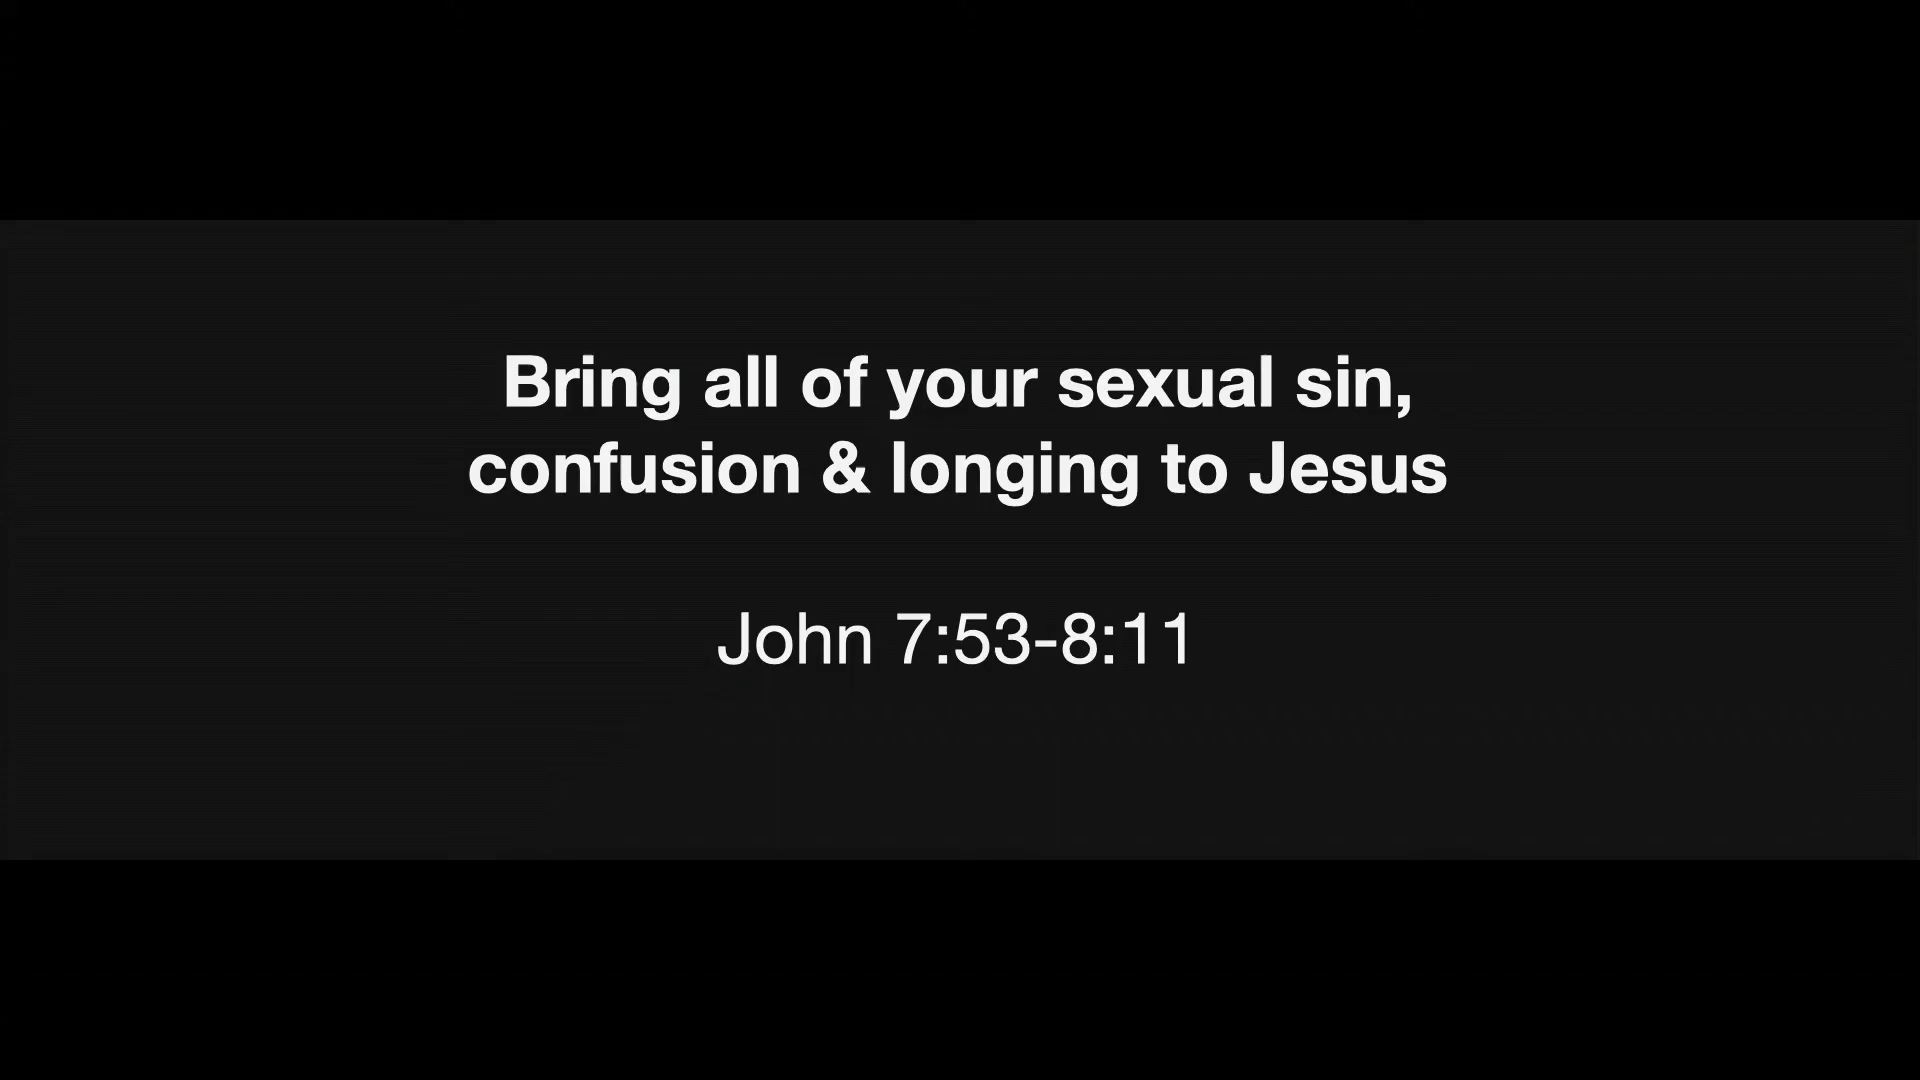 Bring all of your sexual sin,
confusion & longing to Jesus
John 7:53-8:11